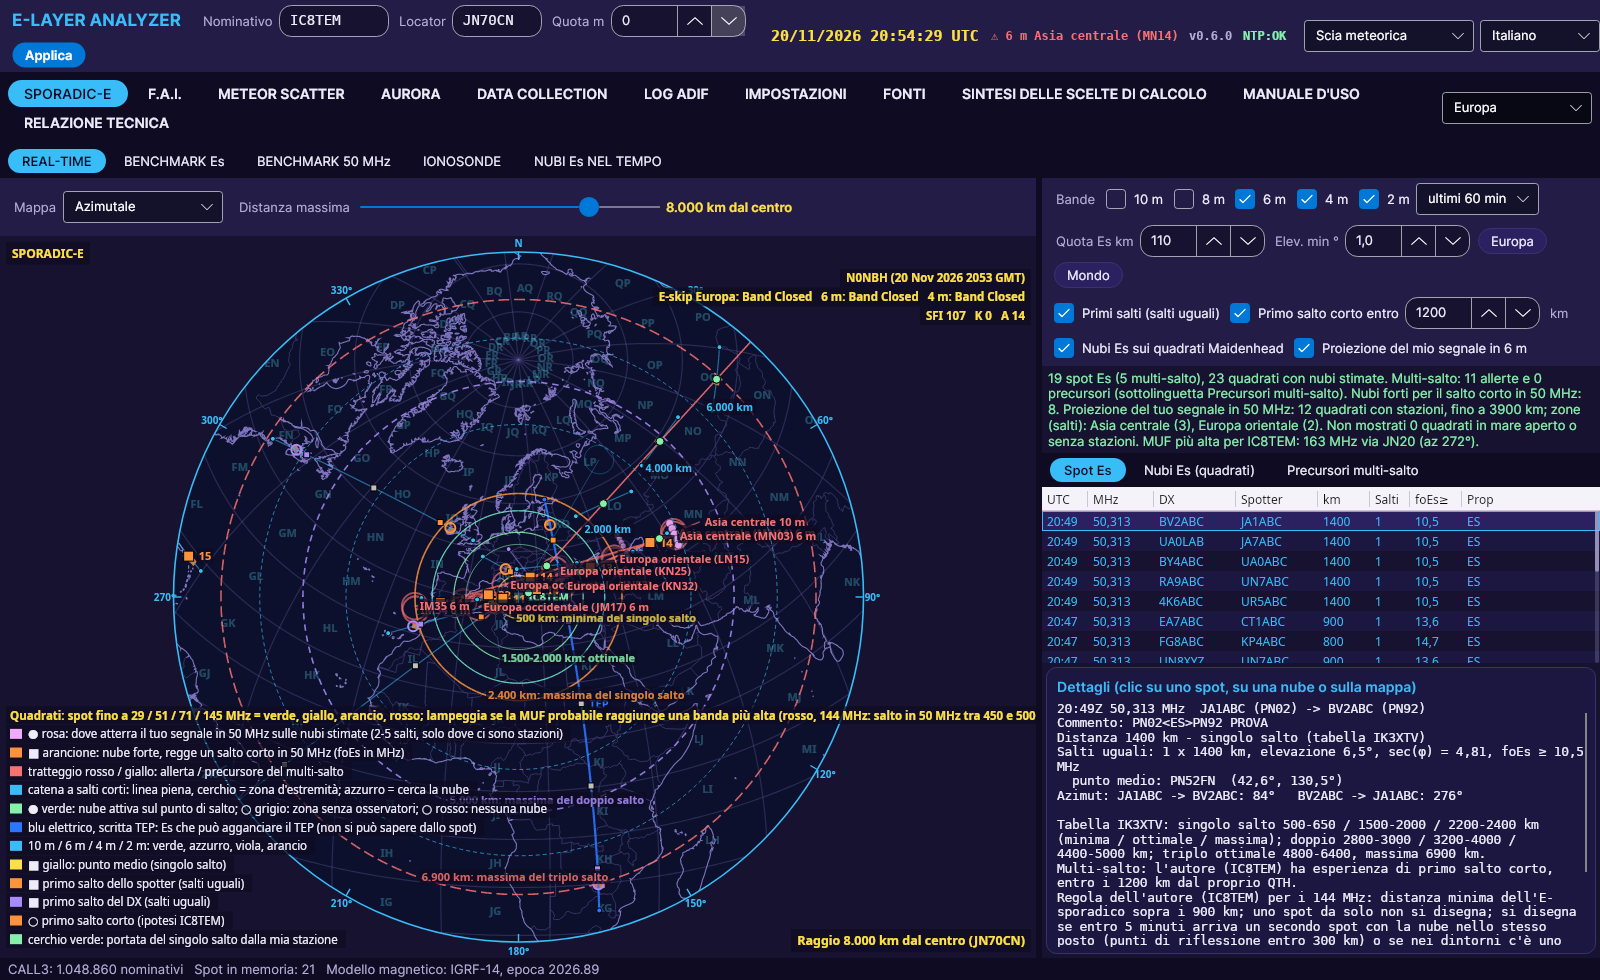 E-LAYER ANALYZER
Nominativo IC8TEM Locator JN70CN Quota m 0
Applica
20/11/2026 20:54:29 UTC ⚠ 6 m Asia centrale (MN14) v0.6.0 NTP:OK
Scia meteorica Italiano
SPORADIC-E F.A.I. METEOR SCATTER AURORA DATA COLLECTION LOG ADIF IMPOSTAZIONI FONTI SINTESI DELLE SCELTE DI CALCOLO MANUALE D'USO
RELAZIONE TECNICA
Europa
REAL-TIME BENCHMARK Es BENCHMARK 50 MHz IONOSONDE NUBI Es NEL TEMPO
Mappa Azimutale Distanza massima 8.000 km dal centro
SPORADIC-E
N0NBH (20 Nov 2026 2053 GMT)
E-skip Europa: Band Closed 6 m: Band Closed 4 m: Band Closed
SFI 107 K 0 A 14
N
330°
300°
60°
270°
90°
120°
210°
150°
180°
6.000 km
4.000 km
2.000 km
Asia centrale 10 m
Asia centrale (MN03) 6 m
Europa orientale (LN15)
Europa orientale (KN25)
Europa orientale (KN32)
IM35 6 m
Europa occidentale (JM17) 6 m
15
500 km: minima del singolo salto
1.500-2.000 km: ottimale
2.400 km: massima del singolo salto
TEP
massima del doppio salto
6.900 km: massima del triplo salto
Quadrati: spot fino a 29 / 51 / 71 / 145 MHz = verde, giallo, arancio, rosso; lampeggia se la MUF probabile raggiunge una banda più alta (rosso, 144 MHz: salto in 50 MHz tra 450 e 500
● rosa: dove atterra il tuo segnale in 50 MHz sulle nubi stimate (2-5 salti, solo dove ci sono stazioni)
■ arancione: nube forte, regge un salto corto in 50 MHz (foEs in MHz)
tratteggio rosso / giallo: allerta / precursore del multi-salto
catena a salti corti: linea piena, cerchio = zona d'estremità; azzurro = cerca la nube
● verde: nube attiva sul punto di salto; ○ grigio: zona senza osservatori; ○ rosso: nessuna nube
blu elettrico, scritta TEP: Es che può agganciare il TEP (non si può sapere dallo spot)
10 m / 6 m / 4 m / 2 m: verde, azzurro, viola, arancio
■ giallo: punto medio (singolo salto)
■ primo salto dello spotter (salti uguali)
■ primo salto del DX (salti uguali)
○ primo salto corto (ipotesi IC8TEM)
cerchio verde: portata del singolo salto dalla mia stazione
Raggio 8.000 km dal centro (JN70CN)
Bande 10 m 8 m 6 m 4 m 2 m ultimi 60 min
Quota Es km 110 Elev. min ° 1,0 Europa
Mondo
Primi salti (salti uguali) Primo salto corto entro 1200 km
Nubi Es sui quadrati Maidenhead Proiezione del mio segnale in 6 m
19 spot Es (5 multi-salto), 23 quadrati con nubi stimate. Multi-salto: 11 allerte e 0
precursori (sottolinguetta Precursori multi-salto). Nubi forti per il salto corto in 50 MHz:
8. Proiezione del tuo segnale in 50 MHz: 12 quadrati con stazioni, fino a 3900 km; zone
(salti): Asia centrale (3), Europa orientale (2). Non mostrati 0 quadrati in mare aperto o
senza stazioni. MUF più alta per IC8TEM: 163 MHz via JN20 (az 272°).
Spot Es Nubi Es (quadrati) Precursori multi-salto
UTC MHz DX Spotter km Salti foEs≥ Prop
20:49 50,313 BV2ABC JA1ABC 1400 1 10,5 ES
20:49 50,313 UA0LAB JA7ABC 1400 1 10,5 ES
20:49 50,313 BY4ABC UA0ABC 1400 1 10,5 ES
20:49 50,313 RA9ABC UN7ABC 1400 1 10,5 ES
20:49 50,313 4K6ABC UR5ABC 1400 1 10,5 ES
20:47 50,313 EA7ABC CT1ABC 900 1 13,6 ES
20:47 50,313 FG8ABC KP4ABC 800 1 14,7 ES
20:47 50,313 UN8XYZ UN7ABC 900 1 13,6 ES
Dettagli (clic su uno spot, su una nube o sulla mappa)
20:49Z 50,313 MHz JA1ABC (PN02) -> BV2ABC (PN92)
Commento: PN02<ES>PN92 PROVA
Distanza 1400 km - singolo salto (tabella IK3XTV)
Salti uguali: 1 x 1400 km, elevazione 6,5°, sec(φ) = 4,81, foEs ≥ 10,5
MHz
punto medio: PN52FN (42,6°, 130,5°)
Azimut: JA1ABC -> BV2ABC: 84° BV2ABC -> JA1ABC: 276°
Tabella IK3XTV: singolo salto 500-650 / 1500-2000 / 2200-2400 km
(minima / ottimale / massima); doppio 2800-3000 / 3200-4000 /
4400-5000 km; triplo ottimale 4800-6400, massima 6900 km.
Multi-salto: l'autore (IC8TEM) ha esperienza di primo salto corto,
entro i 1200 km dal proprio QTH.
Regola dell'autore (IC8TEM) per i 144 MHz: distanza minima dell'E-
sporadico sopra i 900 km; uno spot da solo non si disegna; si disegna
se entro 5 minuti arriva un secondo spot con la nube nello stesso
posto (punti di riflessione entro 300 km) o se nei dintorni c'è uno
CALL3: 1.048.860 nominativi Spot in memoria: 21 Modello magnetico: IGRF-14, epoca 2026.89